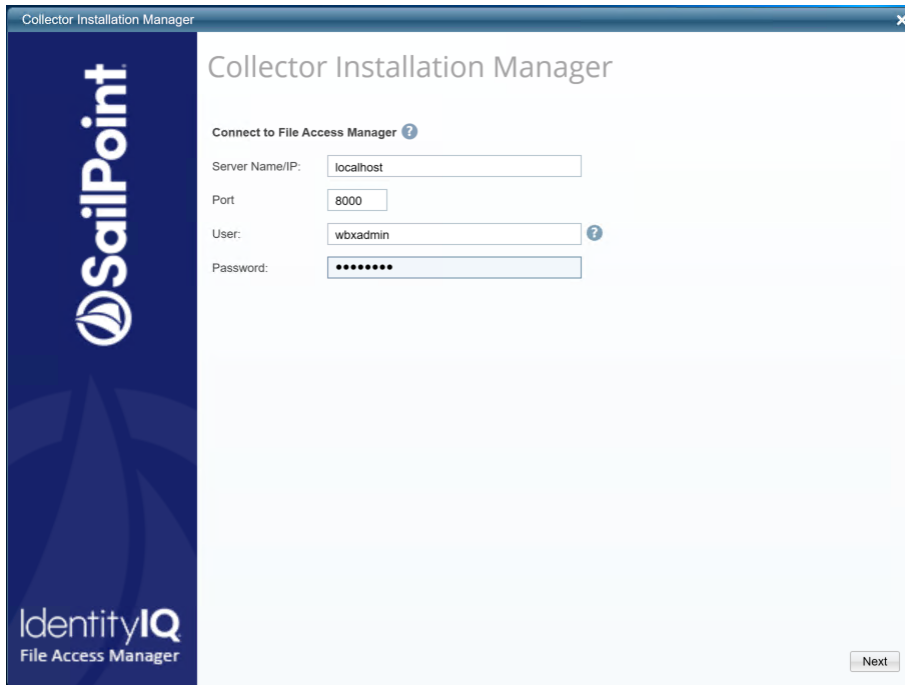 Collector Installation Manager
SailPoint
Collector Installation Manager
Connect to File Access Manager ?
Server Name/IP: localhost
Port 8000
User: wbxadmin ?
Password: ••••••••
IdentityIQ
File Access Manager
Next